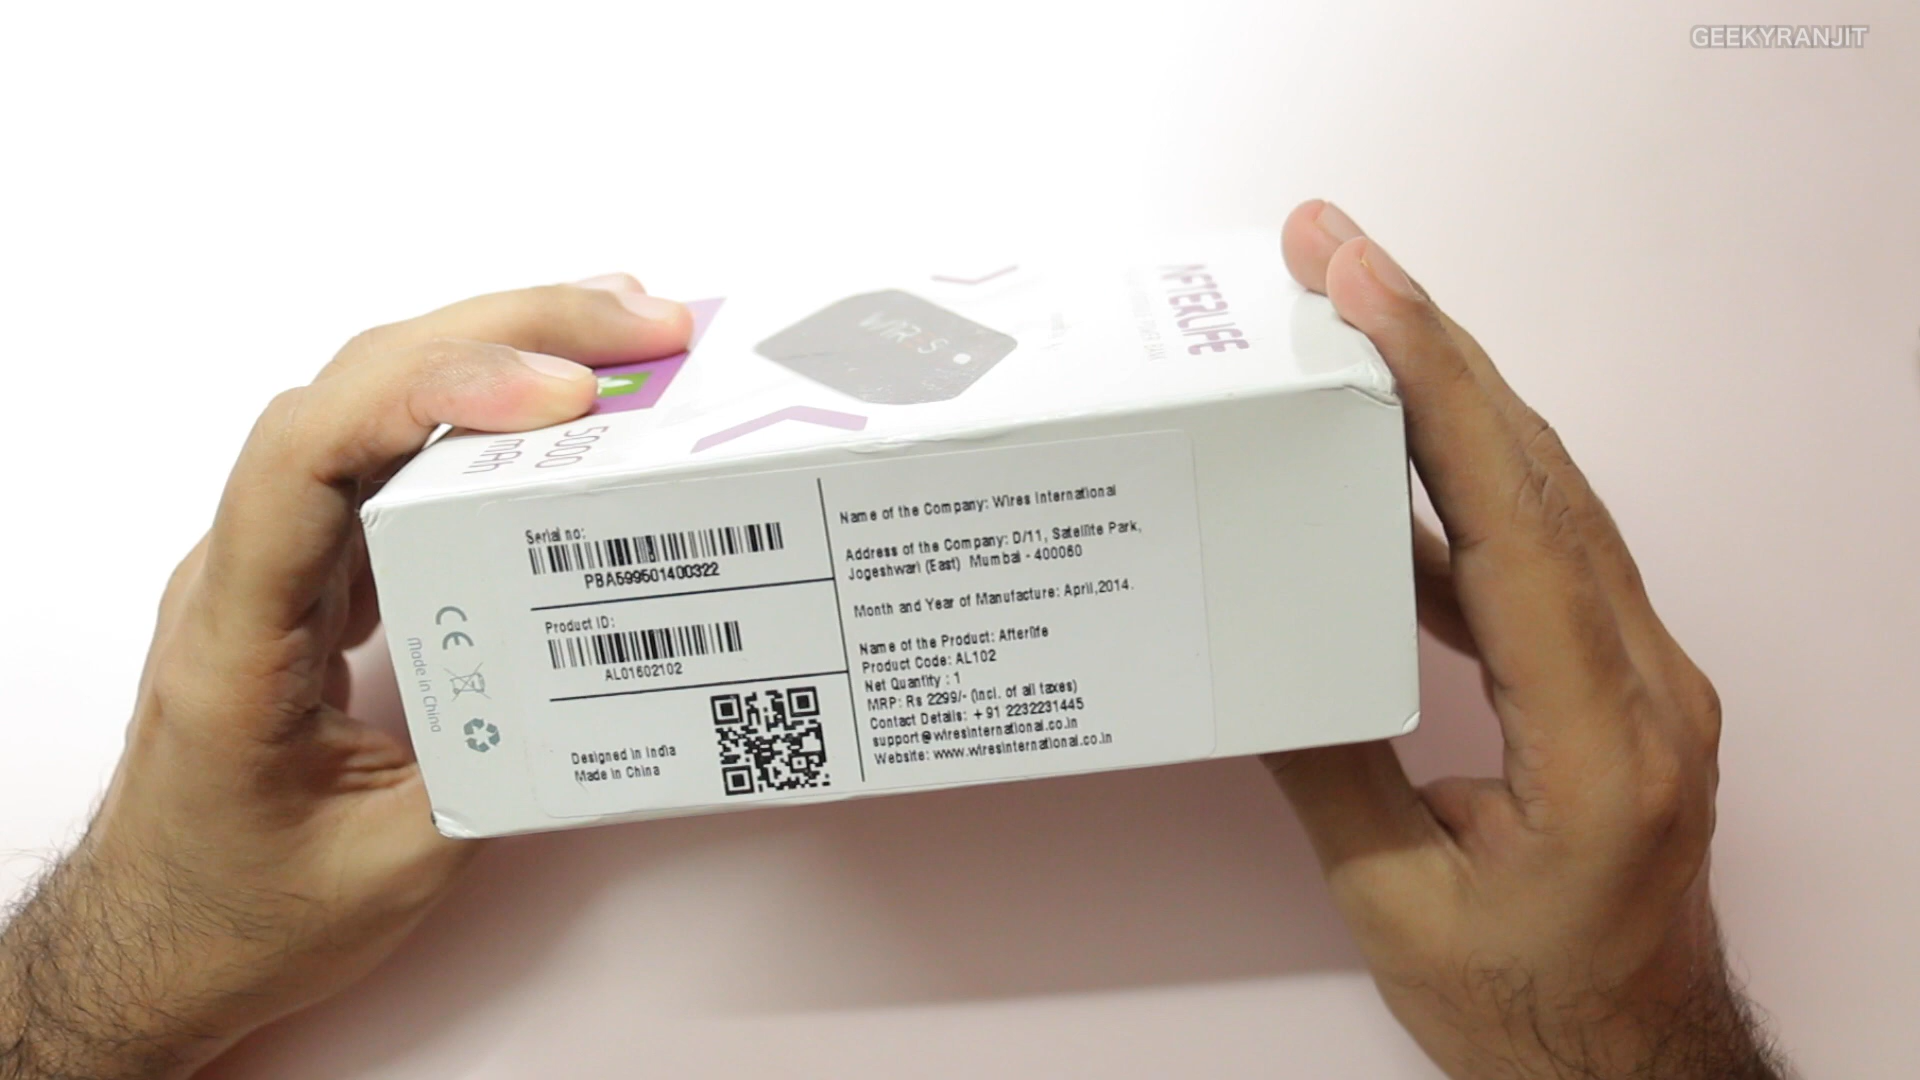 GEEKYRANJIT
AFTERLIFE
WIRES
5000
mAh
Serial no:
PBA599501400322
Product ID:
AL01602102
Designed in India
Made in China
CE
Made in China
Name of the Company: Wires International
Address of the Company: D/11, Satellite Park,
Jogeshwari (East) Mumbai - 400060
Month and Year of Manufacture: April,2014.
Name of the Product: Afterlife
Product Code: AL102
Net Quantity : 1
MRP: Rs 2299/- (incl. of all taxes)
Contact Details: + 91 2232231445
support@wiresinternational.co.in
Website: www.wiresinternational.co.in